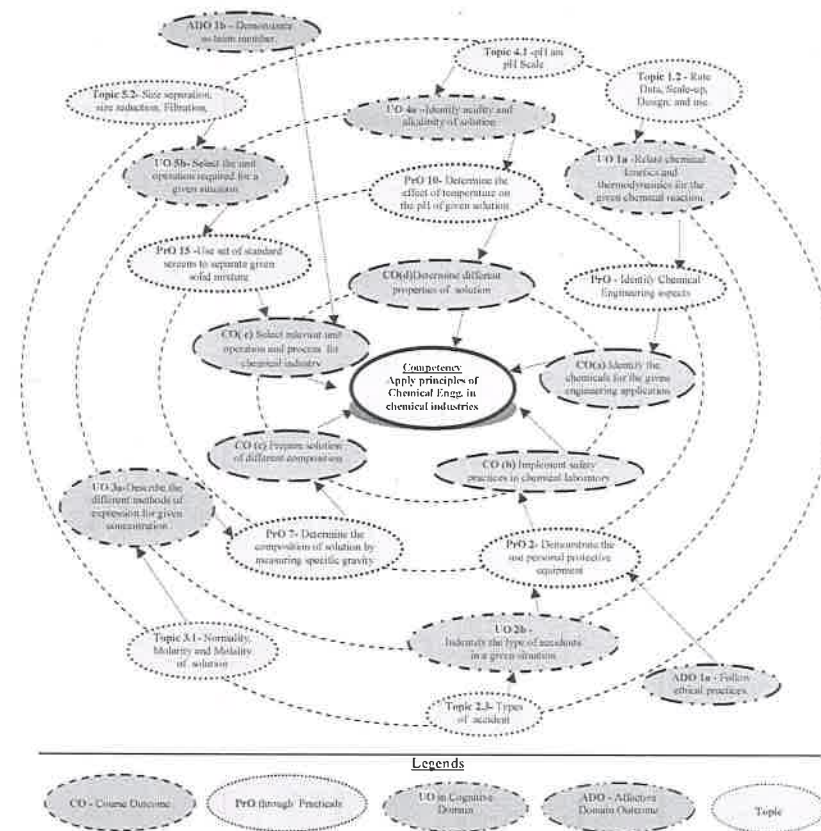 ADO 1b - Demonstrate
as team member.
Topic 4.1 -pH an
pH Scale
Topic 1.2 - Rate
Data, Scale-up,
Design, and use.
Topic 5.2- Size separation,
size reduction, Filtration,
UO 4a -Identify acidity and
alkalinity of solution.
UO 5b- Select the unit
operation required for a
given situations
UO 1a -Relate chemical
kinetics and
thermodynamics for the
given chemical reaction.
PrO 10- Determine the
effect of temperature on
the pH of given solution
PrO 15 -Use set of standard
screens to separate given
solid mixture
CO(d)Determine different
properties of solution
PrO - Identify Chemical
Engineering aspects
CO( e) Select relevant unit
operation and process for
chemical industry
Competency
Apply principles of
Chemical Engg. in
chemical industries
CO(a) Identify the
chemicals for the given
engineering application
CO (c) Prepare solution
of different composition
CO (b) Implement safety
practices in chemical laboratory
UO 3a-Describe the
different methods of
expression for given
concentration
PrO 7- Determine the
composition of solution by
measuring specific gravity
PrO 2- Demonstrate the
use personal protective
equipment
UO 2b -
Indentify the type of accidents
in a given situation
Topic 3.1- Normality,
Molarity and Molality
of solution
ADO 1a - Follow
ethical practices.
Topic 2.3- Types
of accident
Legends
CO - Course Outcome
PrO through Practicals
UO in Cognitive
Domain
ADO - Affective
Domain Outcome
Topic